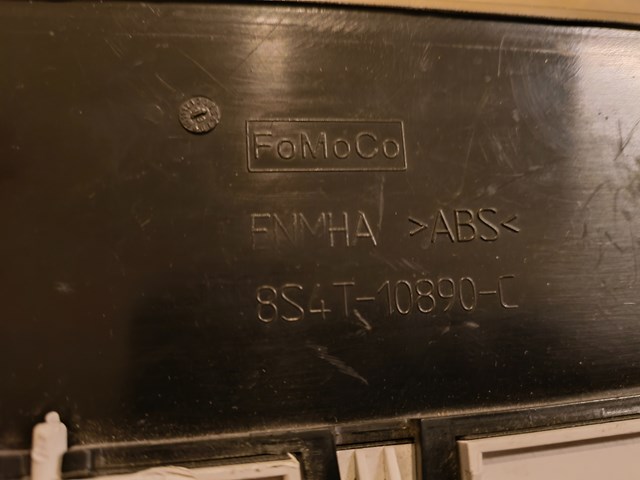 FoMoCo
ENMHA >ABS<
8S4T-10890-C